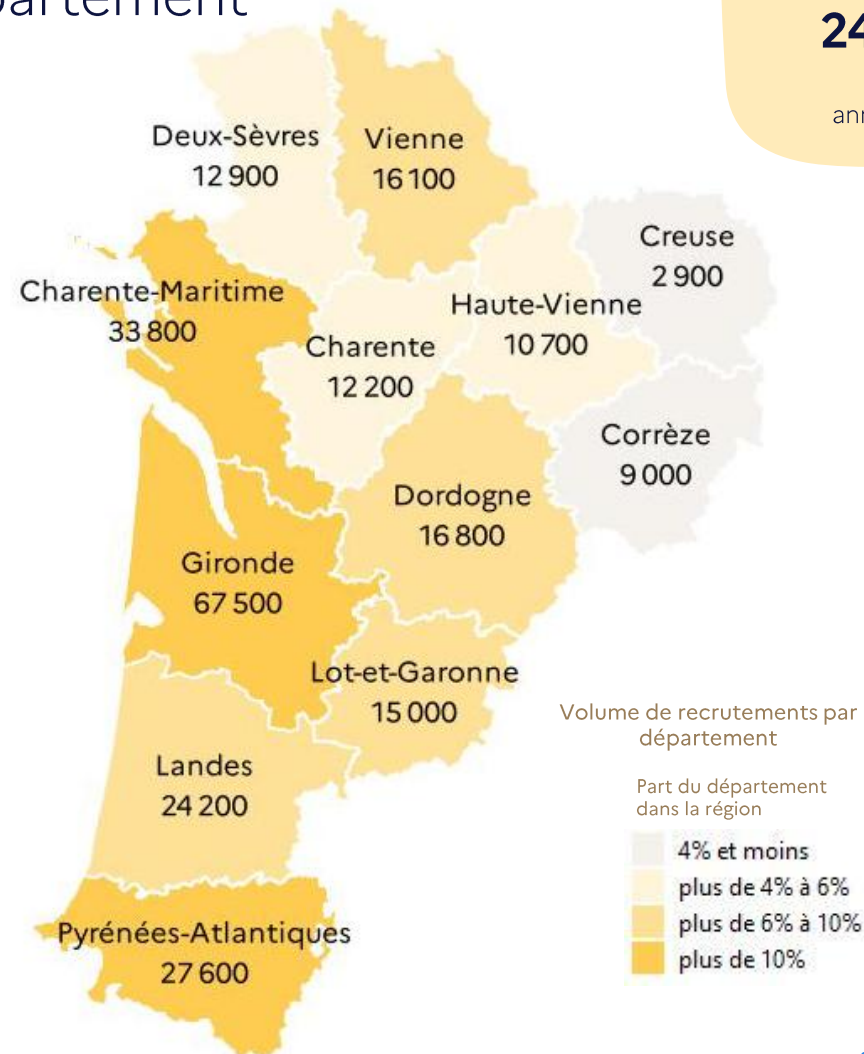 partement
24
ann
Deux-Sèvres
12 900
Vienne
16 100
Creuse
2 900
Charente-Maritime
33 800
Haute-Vienne
10 700
Charente
12 200
Corrèze
9 000
Dordogne
16 800
Gironde
67 500
Lot-et-Garonne
15 000
Volume de recrutements par
département
Landes
24 200
Part du département
dans la région
4% et moins
plus de 4% à 6%
plus de 6% à 10%
plus de 10%
Pyrénées-Atlantiques
27 600